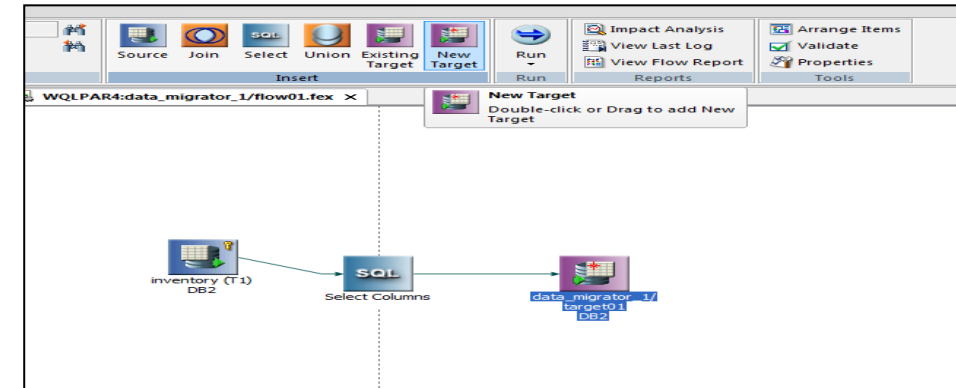 Source Join SQL Select Union Existing Target New Target Run Impact Analysis Arrange Items
View Last Log Validate
View Flow Report Properties
Insert Run Reports Tools
WQLPAR4:data_migrator_1/flow01.fex ×
New Target
Double-click or Drag to add New
Target
inventory (T1)
DB2
SQL
Select Columns
data_migrator_1/
target01
DB2